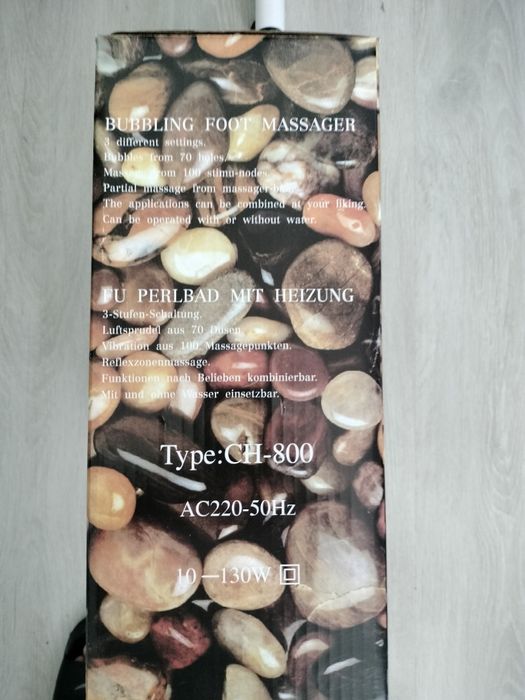 BUBBLING FOOT MASSAGER
3 different settings.
Bubbles from 70 holes.
Massage from 100 stimu-nodes.
Partial massage from massager-base.
The applications can be combined at your liking.
Can be operated with or without water.
FU PERLBAD MIT HEIZUNG
3-Stufen-Schaltung.
Luftsprudel aus 70 Dusen.
Vibration aus 100 Massagepunkten.
Reflexzonenmassage.
Funktionen nach Belieben kombinierbar.
Mit und ohne Wasser einsetzbar.
Type:CH-800
AC220-50Hz
10—130W